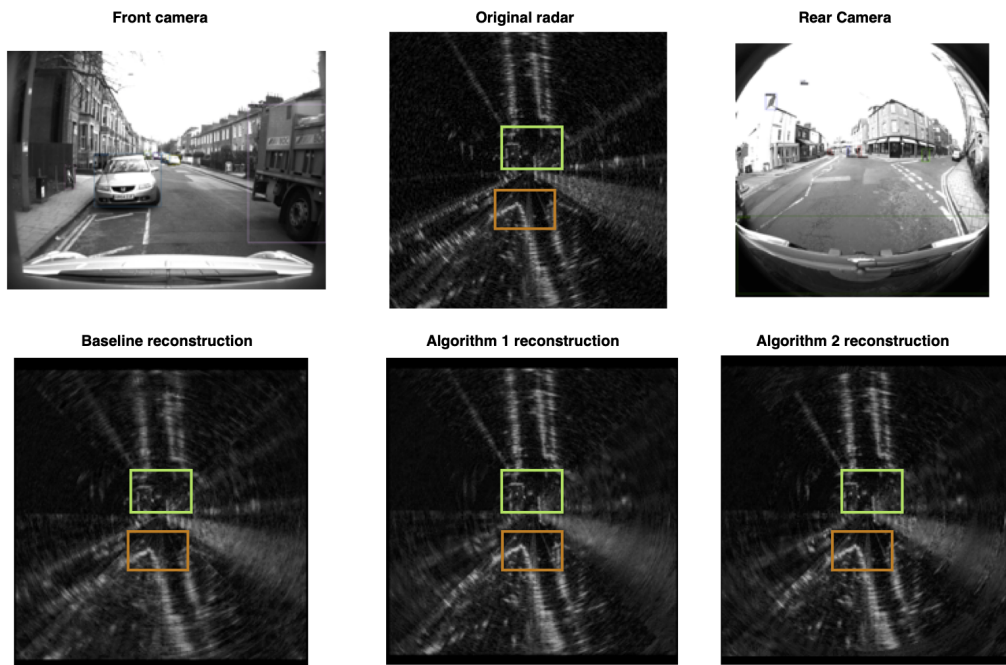 Front camera
Original radar
Rear Camera
Baseline reconstruction
Algorithm 1 reconstruction
Algorithm 2 reconstruction